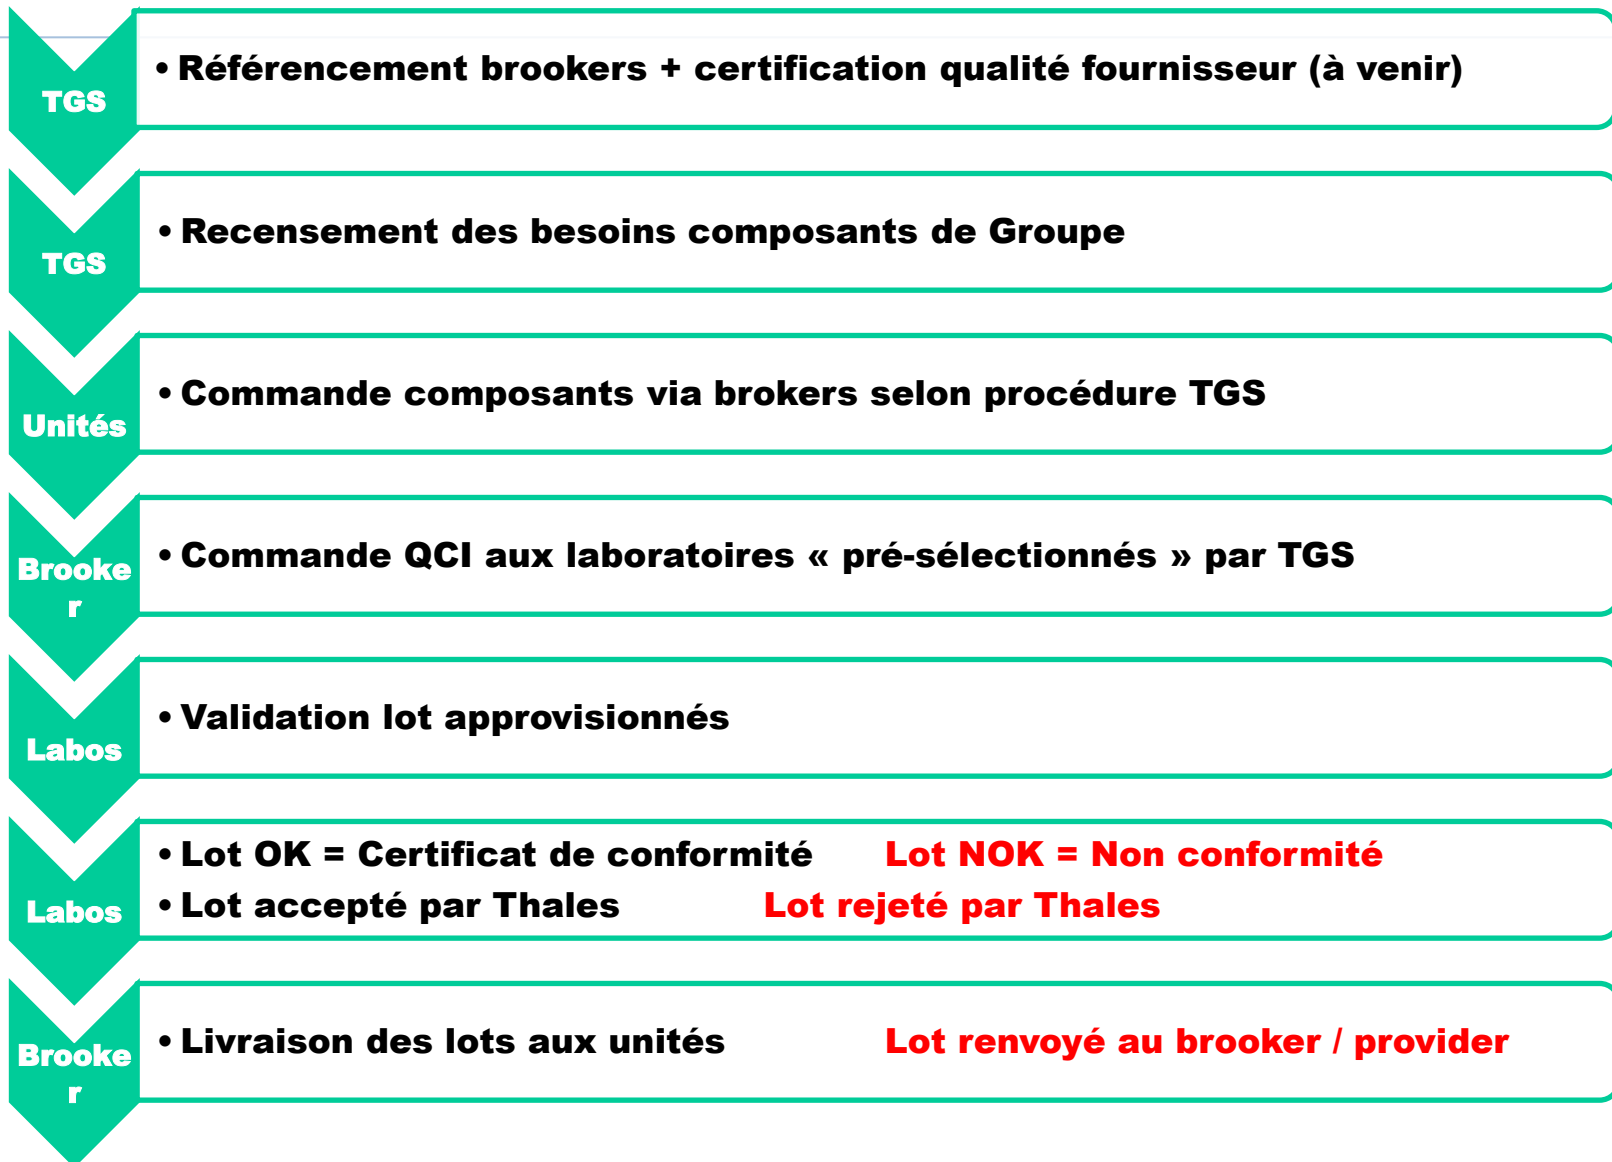 TGS
• Référencement brookers + certification qualité fournisseur (à venir)
TGS
• Recensement des besoins composants de Groupe
Unités
• Commande composants via brokers selon procédure TGS
Brooke
r
• Commande QCI aux laboratoires « pré-sélectionnés » par TGS
Labos
• Validation lot approvisionnés
Labos
• Lot OK = Certificat de conformité Lot NOK = Non conformité
• Lot accepté par Thales Lot rejeté par Thales
Brooke
r
• Livraison des lots aux unités Lot renvoyé au brooker / provider